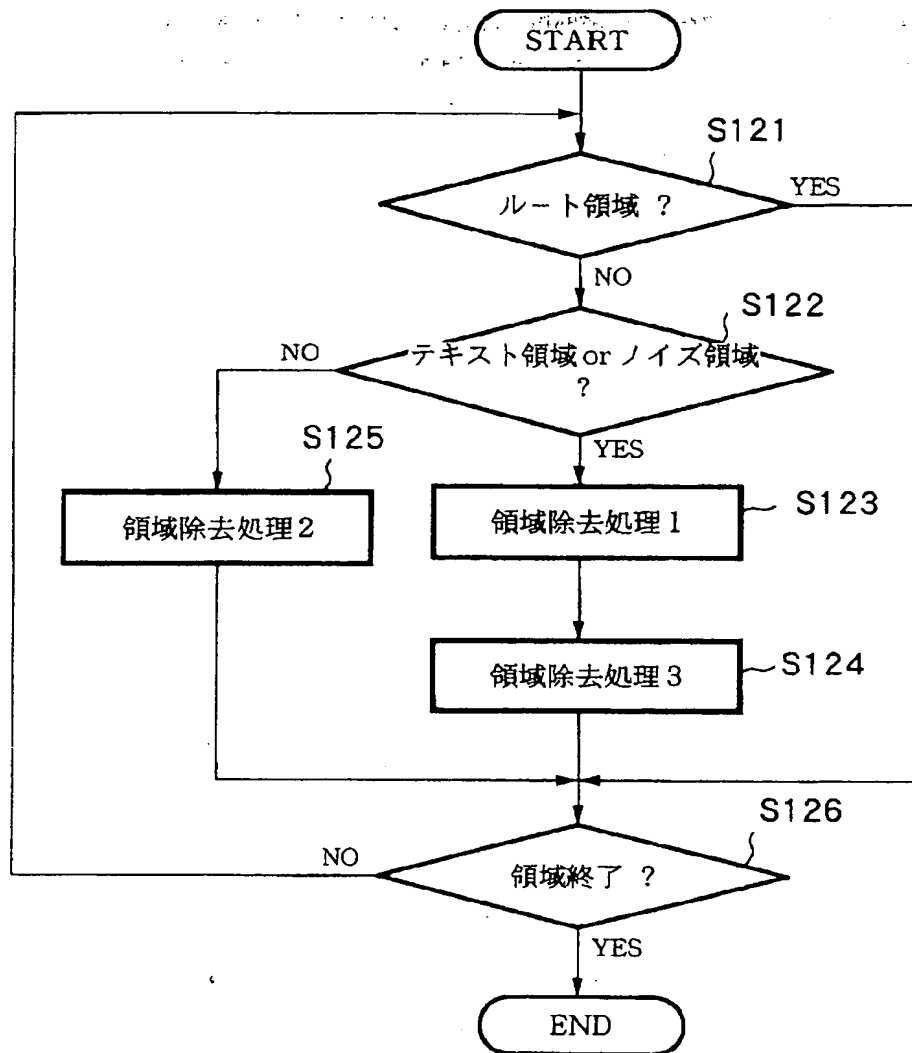 START
S121
ルート領域 ?
YES
NO
S122
テキスト領域 or ノイズ領域
?
NO
YES
S125
領域除去処理2
S123
領域除去処理1
S124
領域除去処理3
S126
領域終了 ?
NO
YES
END